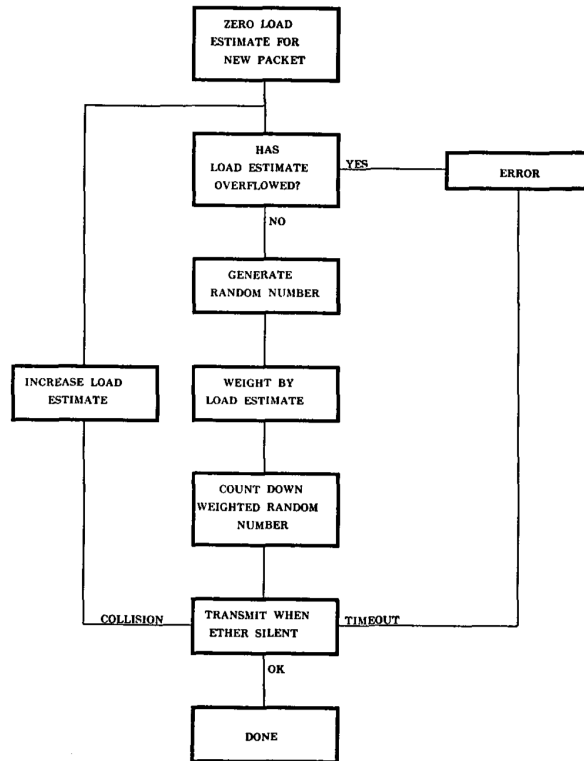 ZERO LOAD
ESTIMATE FOR
NEW PACKET
HAS
LOAD ESTIMATE
OVERFLOWED?
YES
ERROR
NO
GENERATE
RANDOM NUMBER
INCREASE LOAD
ESTIMATE
WEIGHT BY
LOAD ESTIMATE
COUNT DOWN
WEIGHTED RANDOM
NUMBER
COLLISION
TRANSMIT WHEN
ETHER SILENT
TIMEOUT
OK
DONE